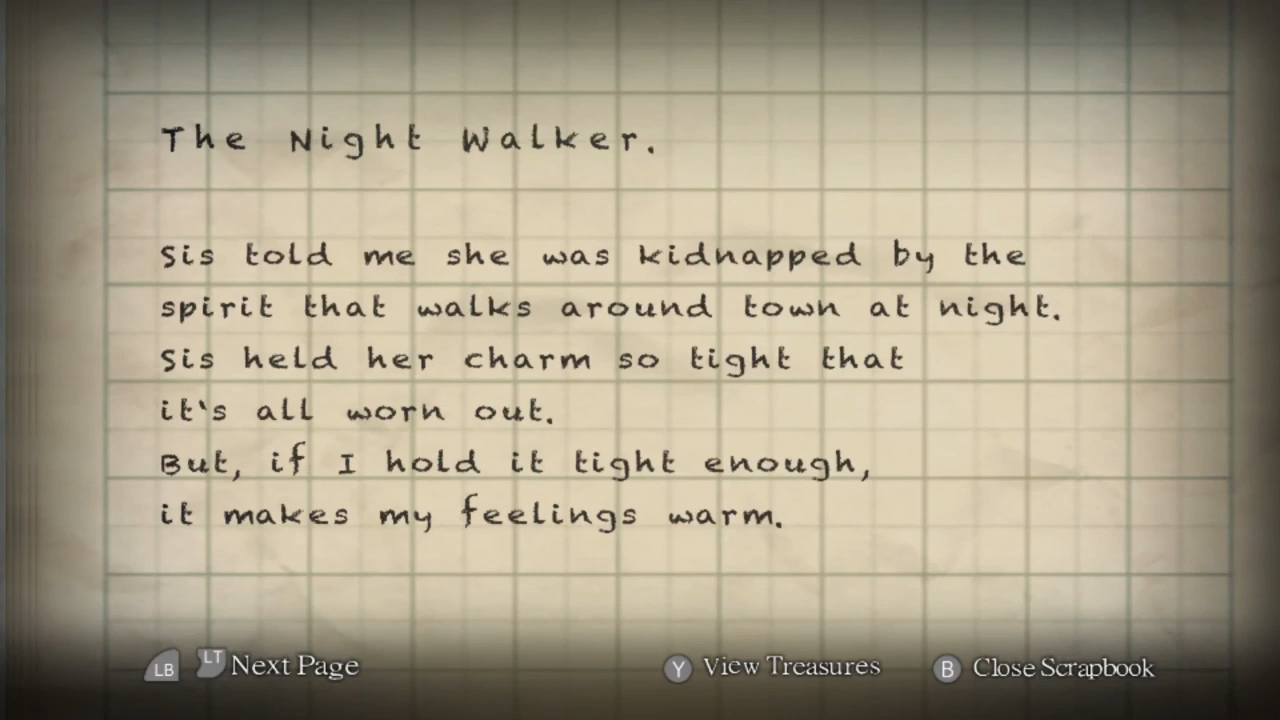 The Night Walker.
Sis told me she was kidnapped by the
spirit that walks around town at night.
Sis held her charm so tight that
it's all worn out.
But, if I hold it tight enough,
it makes my feelings warm.
LB LT Next Page Y View Treasures B Close Scrapbook